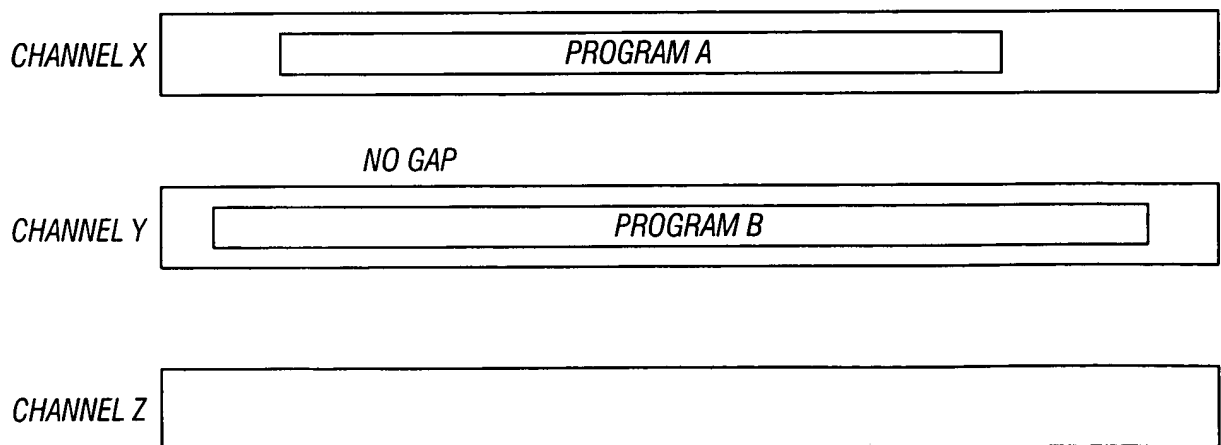 CHANNEL X
PROGRAM A
NO GAP
CHANNEL Y
PROGRAM B
CHANNEL Z